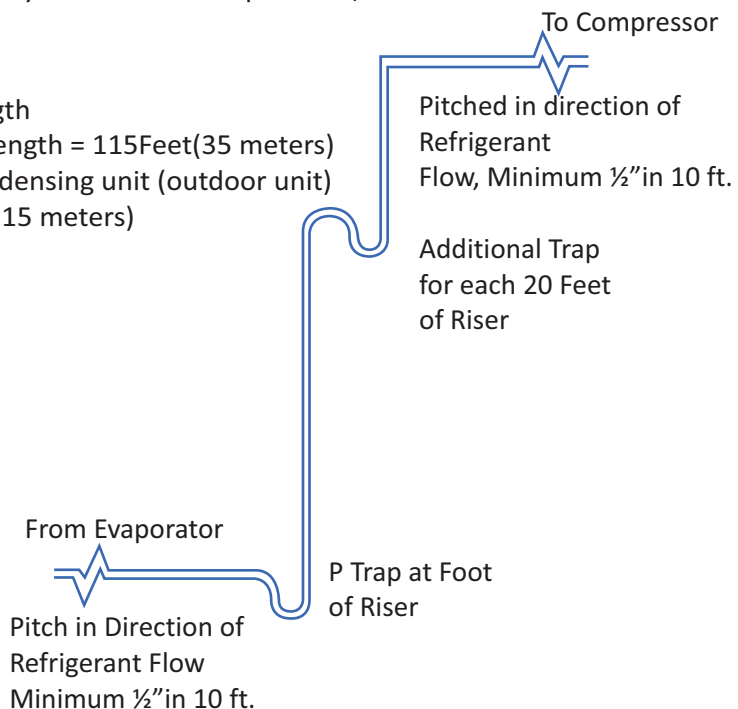 To Compressor
gth
ength = 115Feet(35 meters)
densing unit (outdoor unit)
15 meters)
Pitched in direction of
Refrigerant
Flow, Minimum ½”in 10 ft.
Additional Trap
for each 20 Feet
of Riser
From Evaporator
P Trap at Foot
of Riser
Pitch in Direction of
Refrigerant Flow
Minimum ½”in 10 ft.